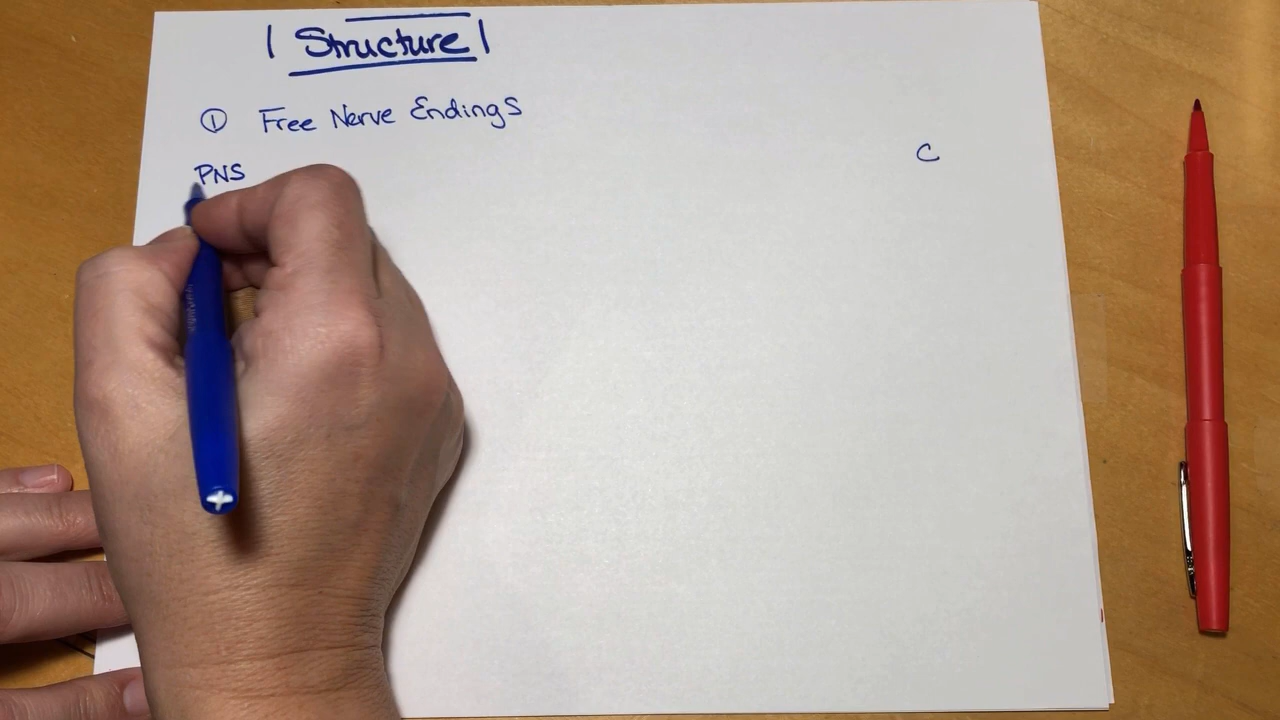 | Structure |
① Free Nerve Endings
C
PNS